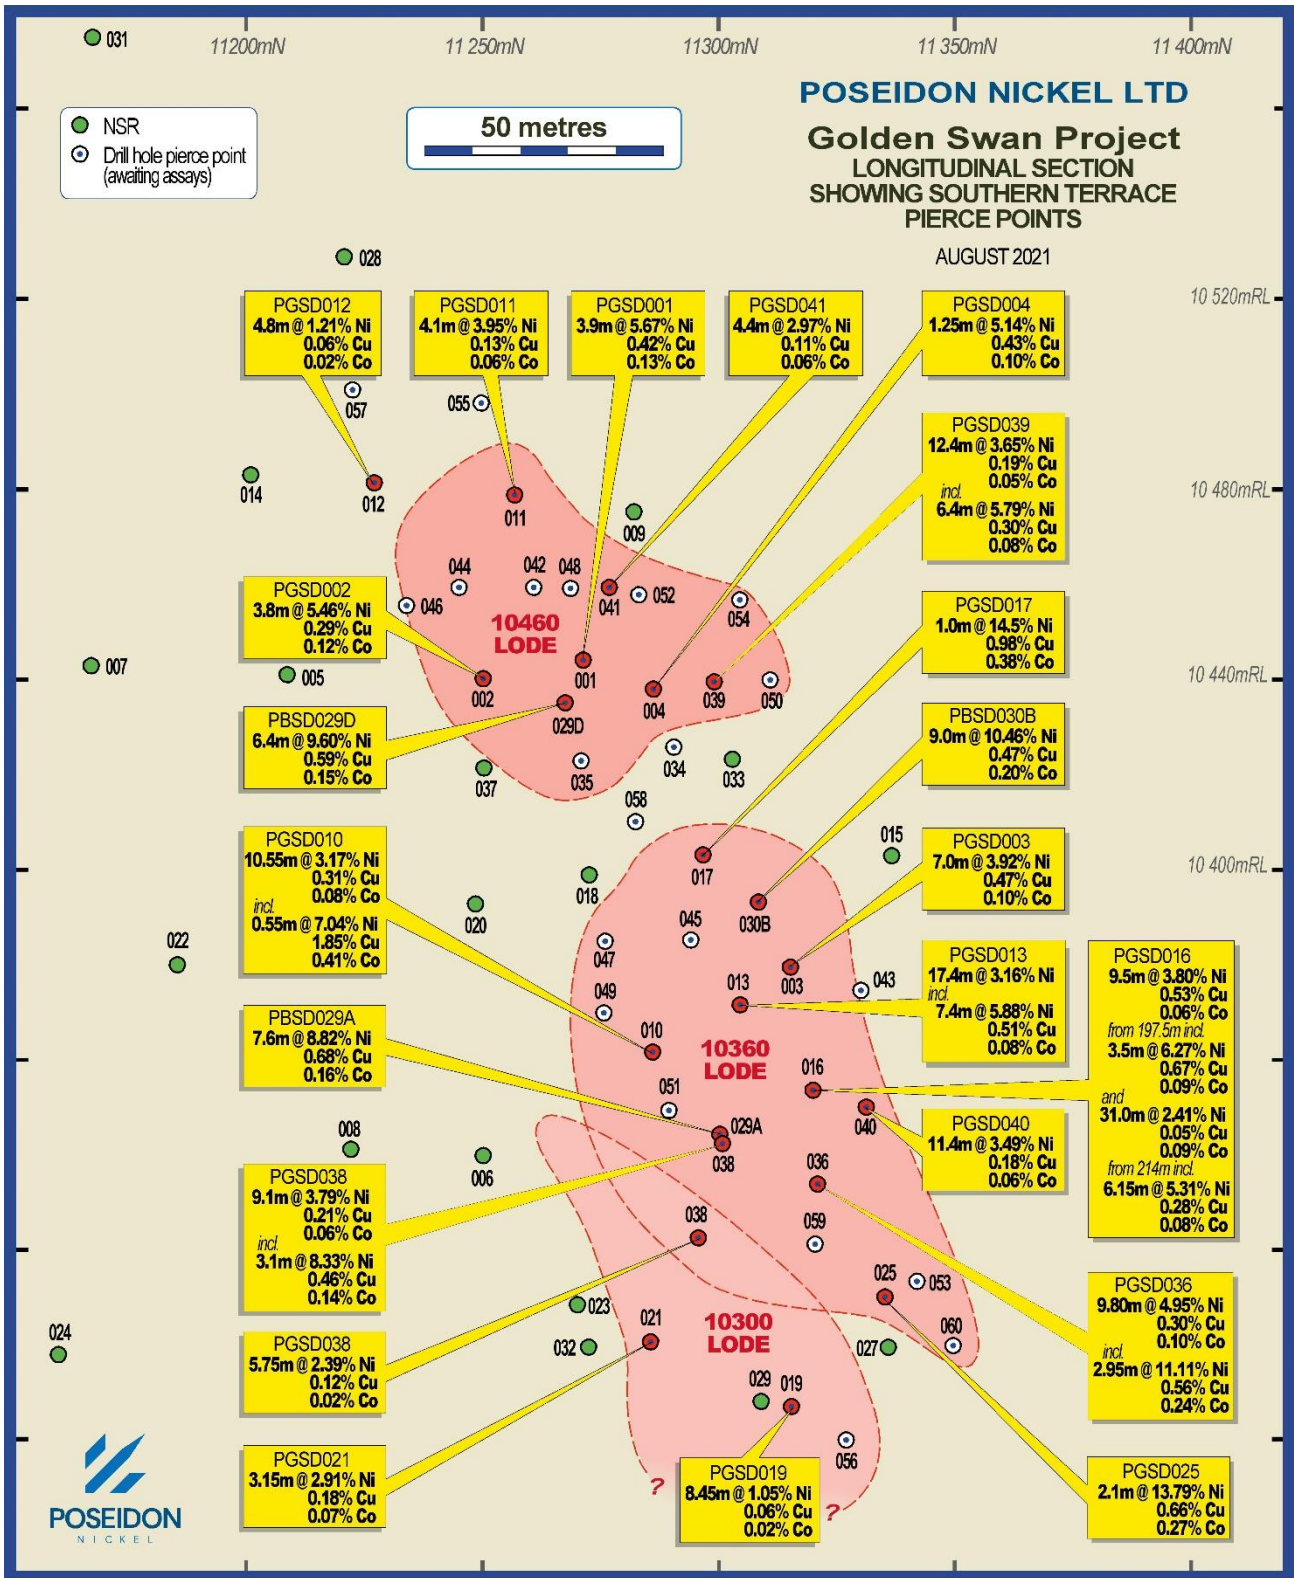 11200mN
11 250mN
11300mN
11 350mN
11 400mN
031
NSR
Drill hole pierce point
(awaiting assays)
50 metres
POSEIDON NICKEL LTD
Golden Swan Project
LONGITUDINAL SECTION
SHOWING SOUTHERN TERRACE
PIERCE POINTS
AUGUST 2021
028
10 520mRL
PGSD012
4.8m @ 1.21% Ni
0.06% Cu
0.02% Co
PGSD011
4.1m @ 3.95% Ni
0.13% Cu
0.06% Co
PGSD001
3.9m @ 5.67% Ni
0.42% Cu
0.13% Co
PGSD041
4.4m @ 2.97% Ni
0.11% Cu
0.06% Co
PGSD004
1.25m @ 5.14% Ni
0.43% Cu
0.10% Co
057
055
PGSD039
12.4m @ 3.65% Ni
0.19% Cu
0.05% Co
incl.
6.4m @ 5.79% Ni
0.30% Cu
0.08% Co
10 480mRL
014
012
011
009
044
042
048
046
041
052
054
10460
LODE
PGSD002
3.8m @ 5.46% Ni
0.29% Cu
0.12% Co
PGSD017
1.0m @ 14.5% Ni
0.98% Cu
0.38% Co
007
005
002
001
004
039
050
10 440mRL
029D
PBSD029D
6.4m @ 9.60% Ni
0.59% Cu
0.15% Co
PBSD030B
9.0m @ 10.46% Ni
0.47% Cu
0.20% Co
037
035
034
033
058
PGSD010
10.55m @ 3.17% Ni
0.31% Cu
0.08% Co
incl.
0.55m @ 7.04% Ni
1.85% Cu
0.41% Co
015
PGSD003
7.0m @ 3.92% Ni
0.47% Cu
0.10% Co
10 400mRL
017
018
020
030B
022
045
047
003
043
013
049
010
PGSD013
17.4m @ 3.16% Ni
incl.
7.4m @ 5.88% Ni
0.51% Cu
0.08% Co
PGSD016
9.5m @ 3.80% Ni
0.53% Cu
0.06% Co
from 197.5m incl.
3.5m @ 6.27% Ni
0.67% Cu
0.09% Co
and
31.0m @ 2.41% Ni
0.05% Cu
0.09% Co
from 214m incl.
6.15m @ 5.31% Ni
0.28% Cu
0.08% Co
PBSD029A
7.6m @ 8.82% Ni
0.68% Cu
0.16% Co
10360
LODE
016
051
029A
040
PGSD040
11.4m @ 3.49% Ni
0.18% Cu
0.06% Co
008
006
038
036
PGSD038
9.1m @ 3.79% Ni
0.21% Cu
0.06% Co
incl.
3.1m @ 8.33% Ni
0.46% Cu
0.14% Co
038
059
025
053
023
021
032
10300
LODE
027
060
024
PGSD036
9.80m @ 4.95% Ni
0.30% Cu
0.10% Co
incl.
2.95m @ 11.11% Ni
0.56% Cu
0.24% Co
PGSD038
5.75m @ 2.39% Ni
0.12% Cu
0.02% Co
029
019
056
PGSD021
3.15m @ 2.91% Ni
0.18% Cu
0.07% Co
?
PGSD019
8.45m @ 1.05% Ni
0.06% Cu
0.02% Co
?
PGSD025
2.1m @ 13.79% Ni
0.66% Cu
0.27% Co
POSEIDON
NICKEL